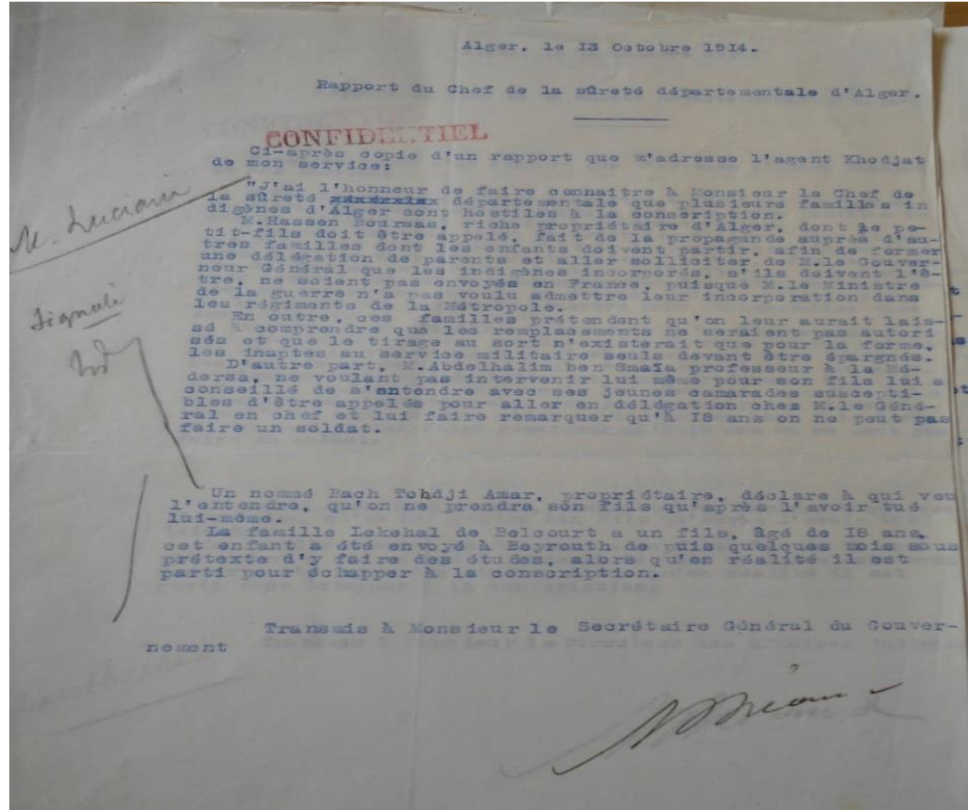 Alger, le 13 Octobre 1914.
Rapport du Chef de la sûreté départementale d'Alger.
CONFIDENTIEL
Ci-après copie d'un rapport que m'adresse l'agent Khodjat
de mon service:
M. Luciani
"J'ai l'honneur de faire connaitre à Monsieur le Chef de
la sûreté départementale que plusieurs familles in
digènes d'Alger sont hostiles à la conscription.
M.Hassen Boursas, riche propriétaire d'Alger, dont le pe-
tit-fils doit être appelé, fait de la propagande auprès d'au-
tres familles dont les enfants doivent partir, afin de former
une délégation de parents et aller solliciter de M.le Gouver-
neur Général que les indigènes incorporés, s'ils doivent l'ê-
tre, ne soient pas envoyés en France, puisque M.le Ministre
de la guerre n'a pas voulu admettre leur incorporation dans
les régiments de la Métropole.
Signalé
En outre, ces familles prétendent qu'on leur aurait lais-
sé à comprendre que les remplacements ne seraient pas autori
sés et que le tirage au sort n'existerait que pour la forme,
les inaptes au service militaire seuls devant être épargnés.
D'autre part, M.Abdelhalim ben Smaïa professeur à la Mé-
dersa, ne voulant pas intervenir lui même pour son fils lui a
conseillé de s'entendre avec ses jeunes camarades suscepti-
bles d'être appelés pour aller en délégation chez M.le Géné-
ral en chef et lui faire remarquer qu'à 18 ans on ne peut pas
faire un soldat.
Un nommé Bach Tohdji Amar, propriétaire, déclare à qui veu
l'entendre, qu'on ne prendra son fils qu'après l'avoir tué
lui-même.
La famille Lekehal de Belcourt a un fils, âgé de 18 ans,
cet enfant a été envoyé à Beyrouth de puis quelques mois sous
prétexte d'y faire des études, alors qu'en réalité il est
parti pour échapper à la conscription.
Transmis à Monsieur le Secrétaire Général du Gouver-
nement